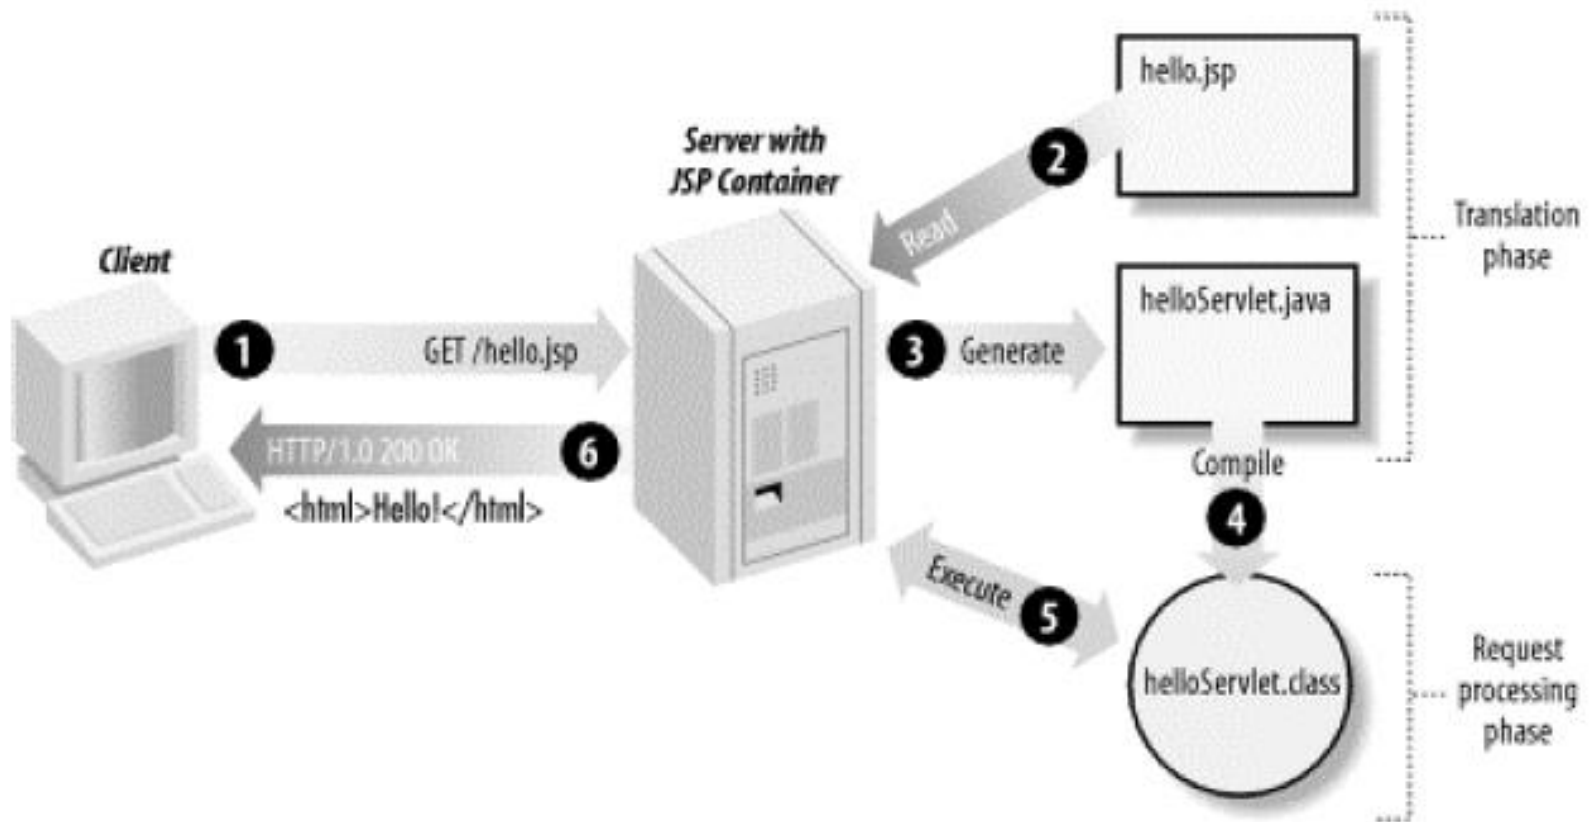 hello.jsp
2
Server with
JSP Container
Read
Translation
phase
Client
helloServlet.java
1
GET /hello.jsp
3
Generate
HTTP/1.0 200 OK
6
<html>Hello!</html>
Compile
4
Execute
5
helloServlet.class
Request
processing
phase